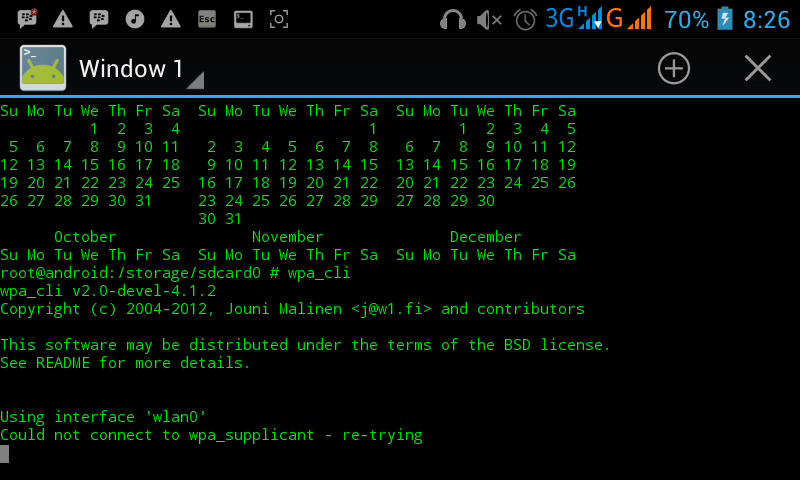 Esc 3G H G 70% 8:26
Window 1
Su Mo Tu We Th Fr Sa  Su Mo Tu We Th Fr Sa  Su Mo Tu We Th Fr Sa
          1  2  3  4                     1         1  2  3  4  5
 5  6  7  8  9 10 11   2  3  4  5  6  7  8   6  7  8  9 10 11 12
12 13 14 15 16 17 18   9 10 11 12 13 14 15  13 14 15 16 17 18 19
19 20 21 22 23 24 25  16 17 18 19 20 21 22  20 21 22 23 24 25 26
26 27 28 29 30 31     23 24 25 26 27 28 29  27 28 29 30
                      30 31
      October               November              December
Su Mo Tu We Th Fr Sa  Su Mo Tu We Th Fr Sa  Su Mo Tu We Th Fr Sa
root@android:/storage/sdcard0 # wpa_cli
wpa_cli v2.0-devel-4.1.2
Copyright (c) 2004-2012, Jouni Malinen <j@w1.fi> and contributors
This software may be distributed under the terms of the BSD license.
See README for more details.
Using interface 'wlan0'
Could not connect to wpa_supplicant - re-trying